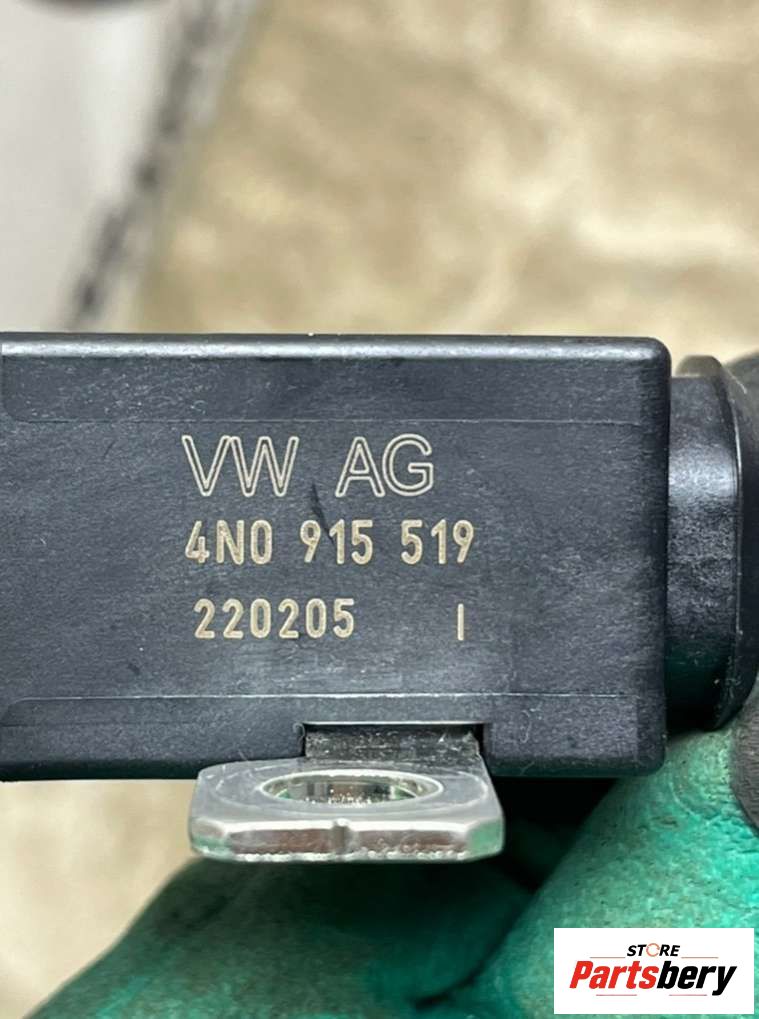 VW AG
4N0 915 519
220205 I
STORE
Partsbery